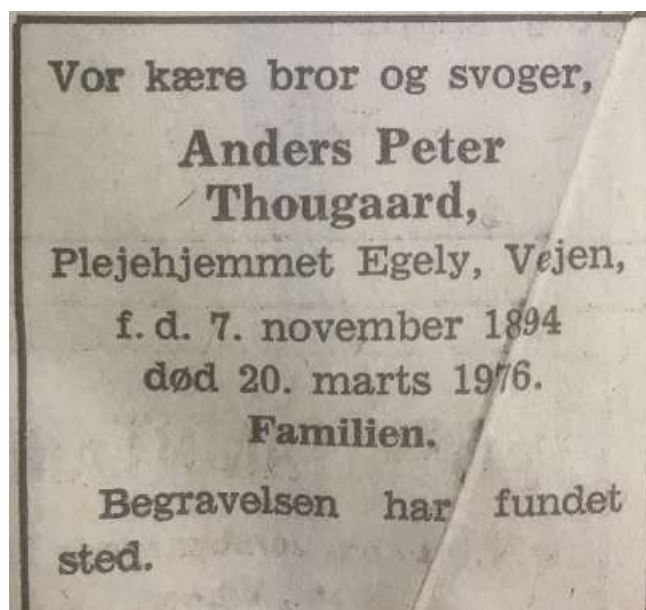 Vor kære bror og svoger,
Anders Peter
Thougaard,
Plejehjemmet Egely, Vejen,
f. d. 7. november 1894
død 20. marts 1976.
Familien.
Begravelsen har fundet
sted.